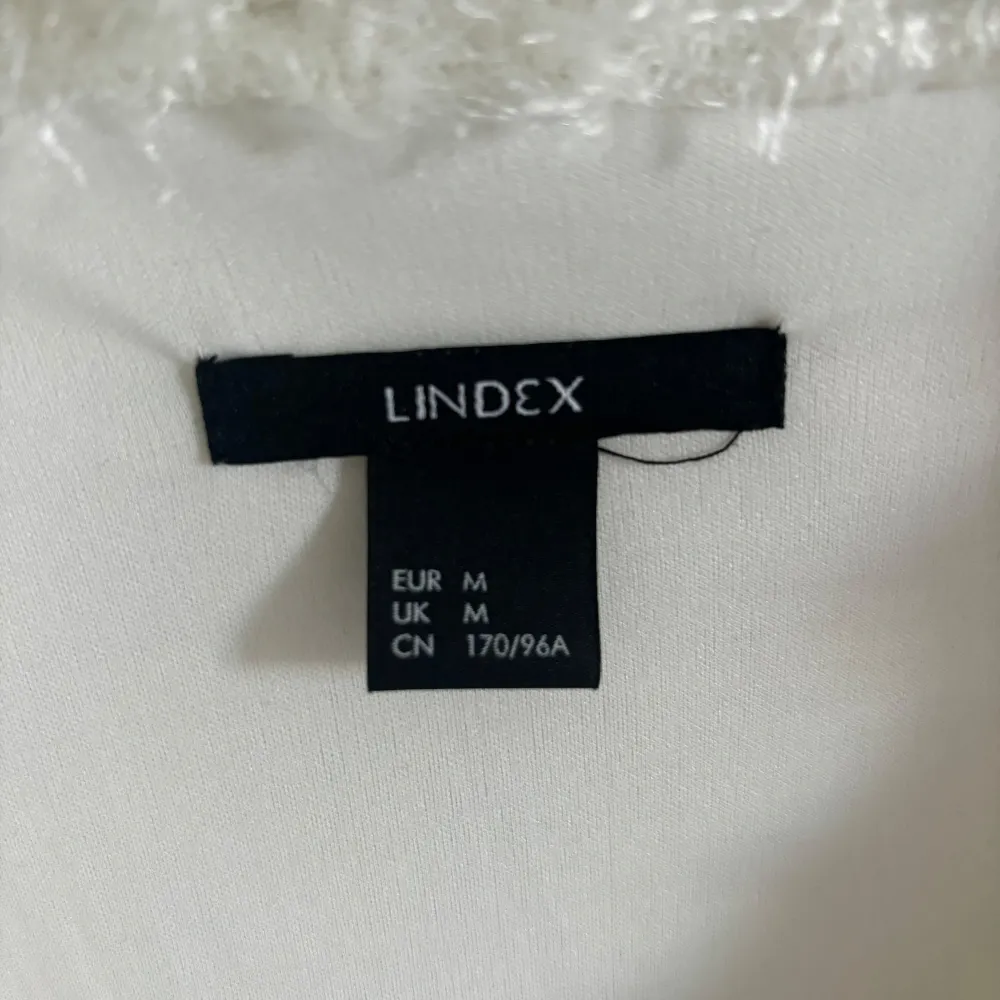 LINDEX
EUR M
UK M
CN 170/96A